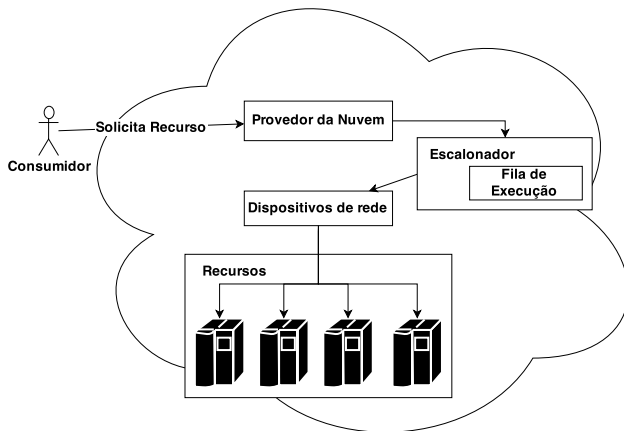 Consumidor
Solicita Recurso
Provedor da Nuvem
Escalonador
Fila de
Execução
Dispositivos de rede
Recursos